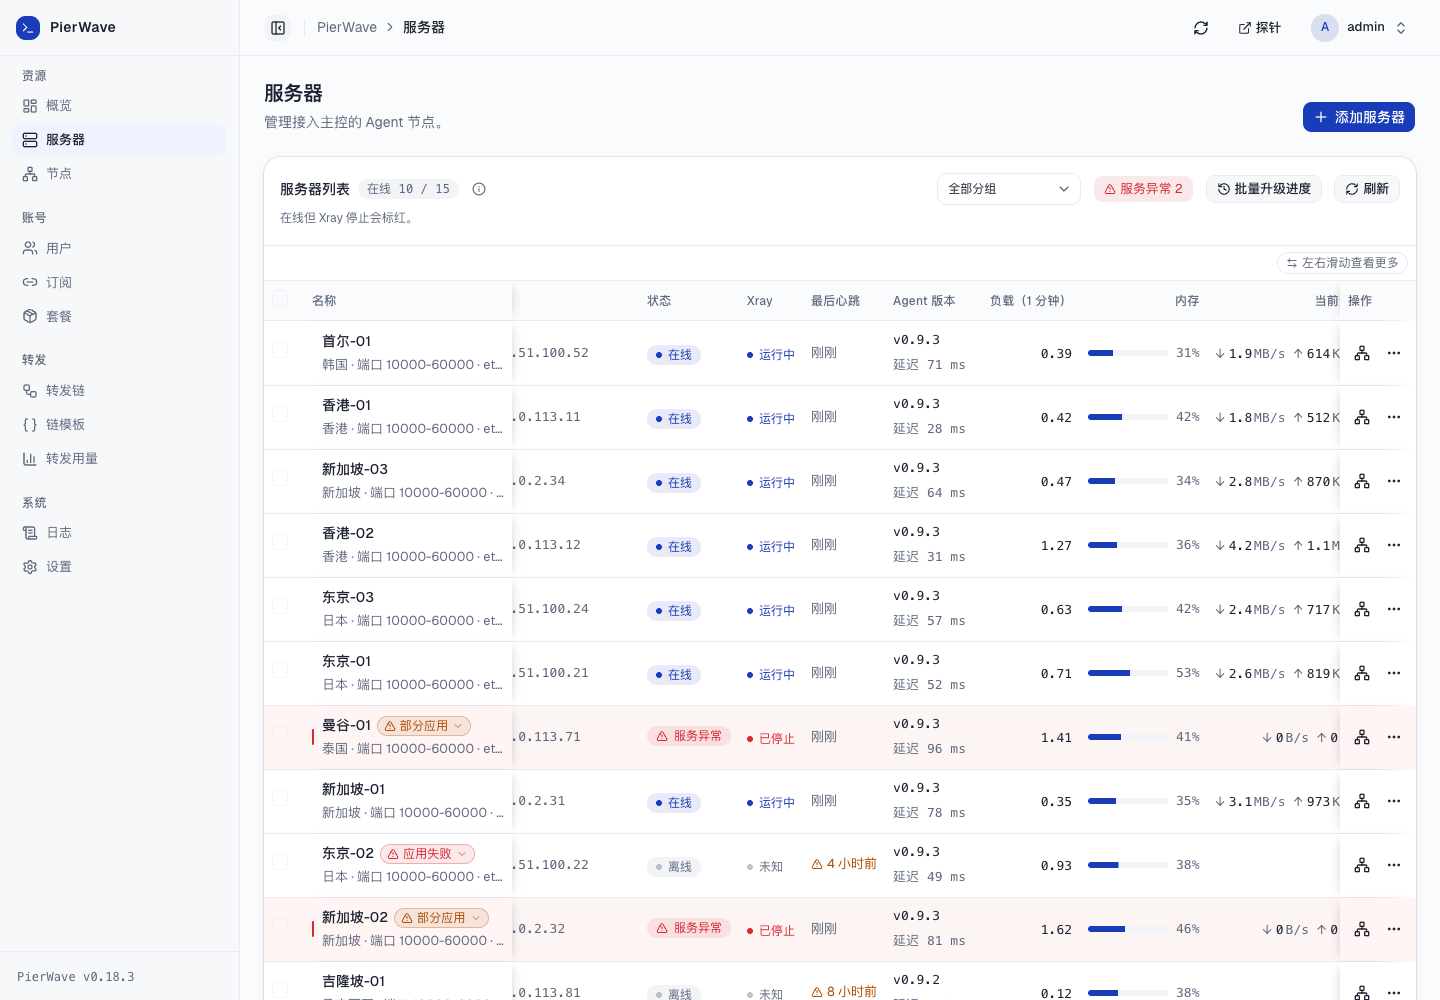 PierWave
资源
概览
服务器
节点
账号
用户
订阅
套餐
转发
转发链
链模板
转发用量
系统
日志
设置
PierWave v0.18.3
PierWave > 服务器
探针
A admin
服务器
管理接入主控的 Agent 节点。
添加服务器
服务器列表 在线 10 / 15
在线但 Xray 停止会标红。
全部分组
服务异常 2
批量升级进度
刷新
左右滑动查看更多
名称 状态 Xray 最后心跳 Agent 版本 负载（1 分钟） 内存 当前 操作
首尔-01
韩国 · 端口 10000-60000 · et…
.51.100.52 在线 运行中 刚刚
v0.9.3
延迟 71 ms
0.39 31% ↓ 1.9 MB/s ↑ 614 K
香港-01
香港 · 端口 10000-60000 · et…
.0.113.11 在线 运行中 刚刚
v0.9.3
延迟 28 ms
0.42 42% ↓ 1.8 MB/s ↑ 512 K
新加坡-03
新加坡 · 端口 10000-60000 · …
.0.2.34 在线 运行中 刚刚
v0.9.3
延迟 64 ms
0.47 34% ↓ 2.8 MB/s ↑ 870 K
香港-02
香港 · 端口 10000-60000 · et…
.0.113.12 在线 运行中 刚刚
v0.9.3
延迟 31 ms
1.27 36% ↓ 4.2 MB/s ↑ 1.1 M
东京-03
日本 · 端口 10000-60000 · et…
.51.100.24 在线 运行中 刚刚
v0.9.3
延迟 57 ms
0.63 42% ↓ 2.4 MB/s ↑ 717 K
东京-01
日本 · 端口 10000-60000 · et…
.51.100.21 在线 运行中 刚刚
v0.9.3
延迟 52 ms
0.71 53% ↓ 2.6 MB/s ↑ 819 K
曼谷-01 部分应用
泰国 · 端口 10000-60000 · et…
.0.113.71 服务异常 已停止 刚刚
v0.9.3
延迟 96 ms
1.41 41% ↓ 0 B/s ↑ 0
新加坡-01
新加坡 · 端口 10000-60000 · …
.0.2.31 在线 运行中 刚刚
v0.9.3
延迟 78 ms
0.35 35% ↓ 3.1 MB/s ↑ 973 K
东京-02 应用失败
日本 · 端口 10000-60000 · et…
.51.100.22 离线 未知 4 小时前
v0.9.3
延迟 49 ms
0.93 38%
新加坡-02 部分应用
新加坡 · 端口 10000-60000 · …
.0.2.32 服务异常 已停止 刚刚
v0.9.3
延迟 81 ms
1.62 46% ↓ 0 B/s ↑ 0
吉隆坡-01
.0.113.81 离线 未知 8 小时前
v0.9.2
0.12 38%